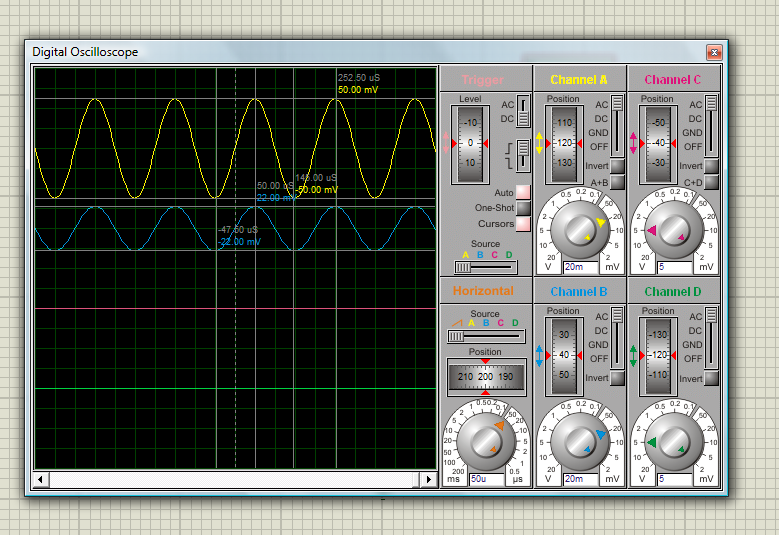 Digital Oscilloscope
252.50 uS
50.00 mV
145.00 uS
-50.00 mV
50.00 uS
22.00 mV
-47.50 uS
-22.00 mV
Trigger
Level
-10
0
10
AC
DC
Auto
One-Shot
Cursors
Source
A B C D
Channel A
Position
110
120
130
AC
DC
GND
OFF
Invert
A+B
5 2 1 0.5 0.2 0.1 50 20 10 5 2
10
20
V
20m
mV
Channel C
Position
-50
-40
-30
AC
DC
GND
OFF
Invert
C+D
5 2 1 0.5 0.2 0.1 50 20 10 5 2
10
20
V
5
mV
Horizontal
Source
A B C D
Position
210 200 190
200 100 50 20 10 5 2 1 0.5 0.2 0.1 50 20 10 5 2 1 0.5
ms
50u
µs
Channel B
Position
30
40
50
AC
DC
GND
OFF
Invert
5 2 1 0.5 0.2 0.1 50 20 10 5 2
10
20
V
20m
mV
Channel D
Position
-130
-120
-110
AC
DC
GND
OFF
Invert
5 2 1 0.5 0.2 0.1 50 20 10 5 2
10
20
V
5
mV